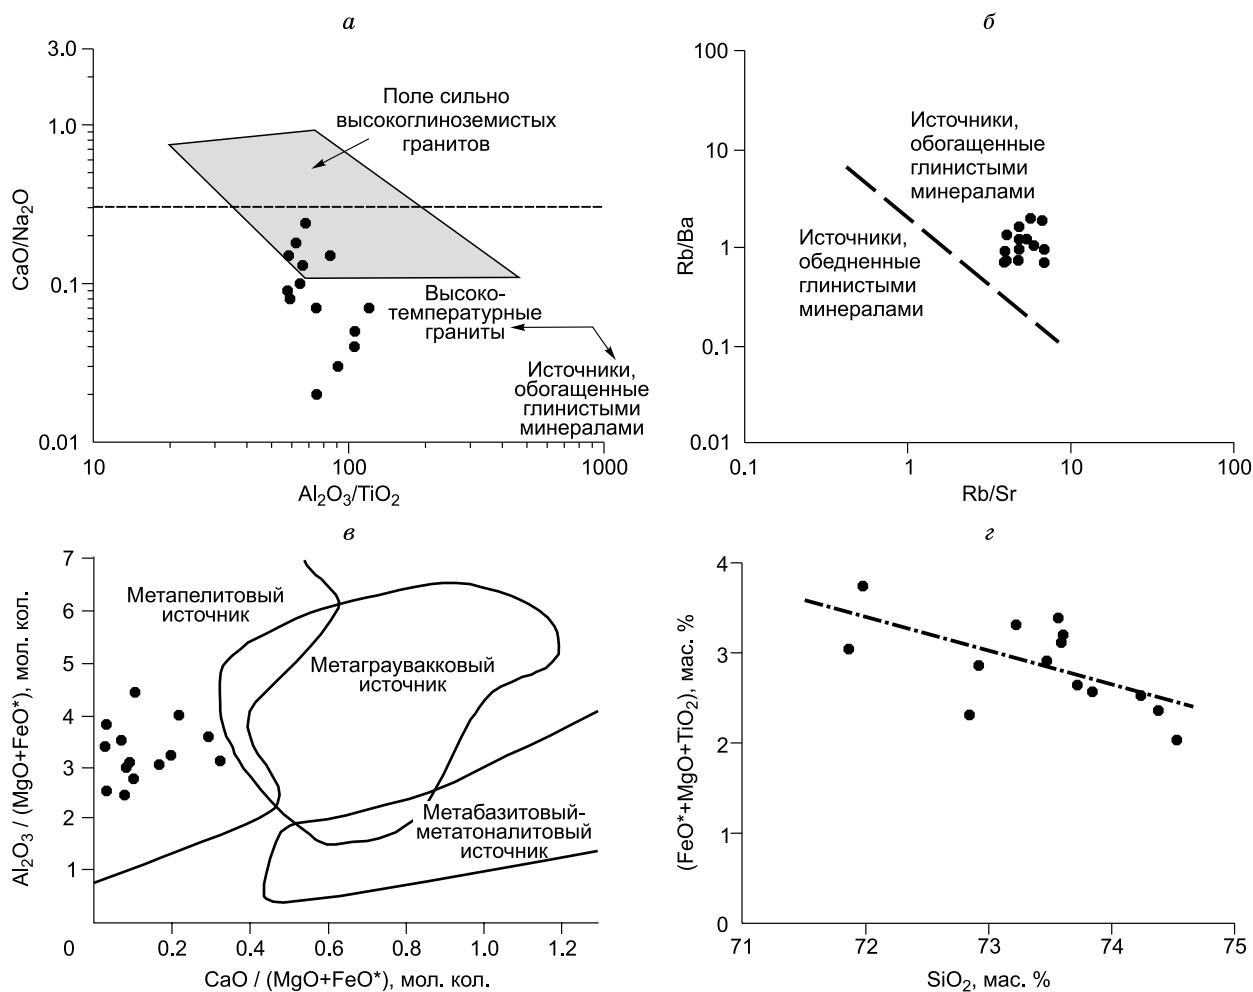 а
3.0
1.0
0.1
0.01
CaO/Na₂O
Поле сильно
высокоглиноземистых
гранитов
Высоко-
температурные
граниты
Источники,
обогащенные
глинистыми
минералами
10
100
1000
Al₂O₃/TiO₂
б
100
10
1
0.1
0.01
Rb/Ba
Источники,
обогащенные
глинистыми
минералами
Источники,
обедненные
глинистыми
минералами
0.1
1
10
100
Rb/Sr
в
7
6
5
4
3
2
1
0
Al₂O₃ / (MgO+FeO*), мол. кол.
Метапелитовый
источник
Метаграувакковый
источник
Метабазитовый-
метатоналитовый
источник
0.2
0.4
0.6
0.8
1.0
1.2
CaO / (MgO+FeO*), мол. кол.
г
4
3
2
1
0
(FeO*+MgO+TiO₂), мас. %
71
72
73
74
75
SiO₂, мас. %